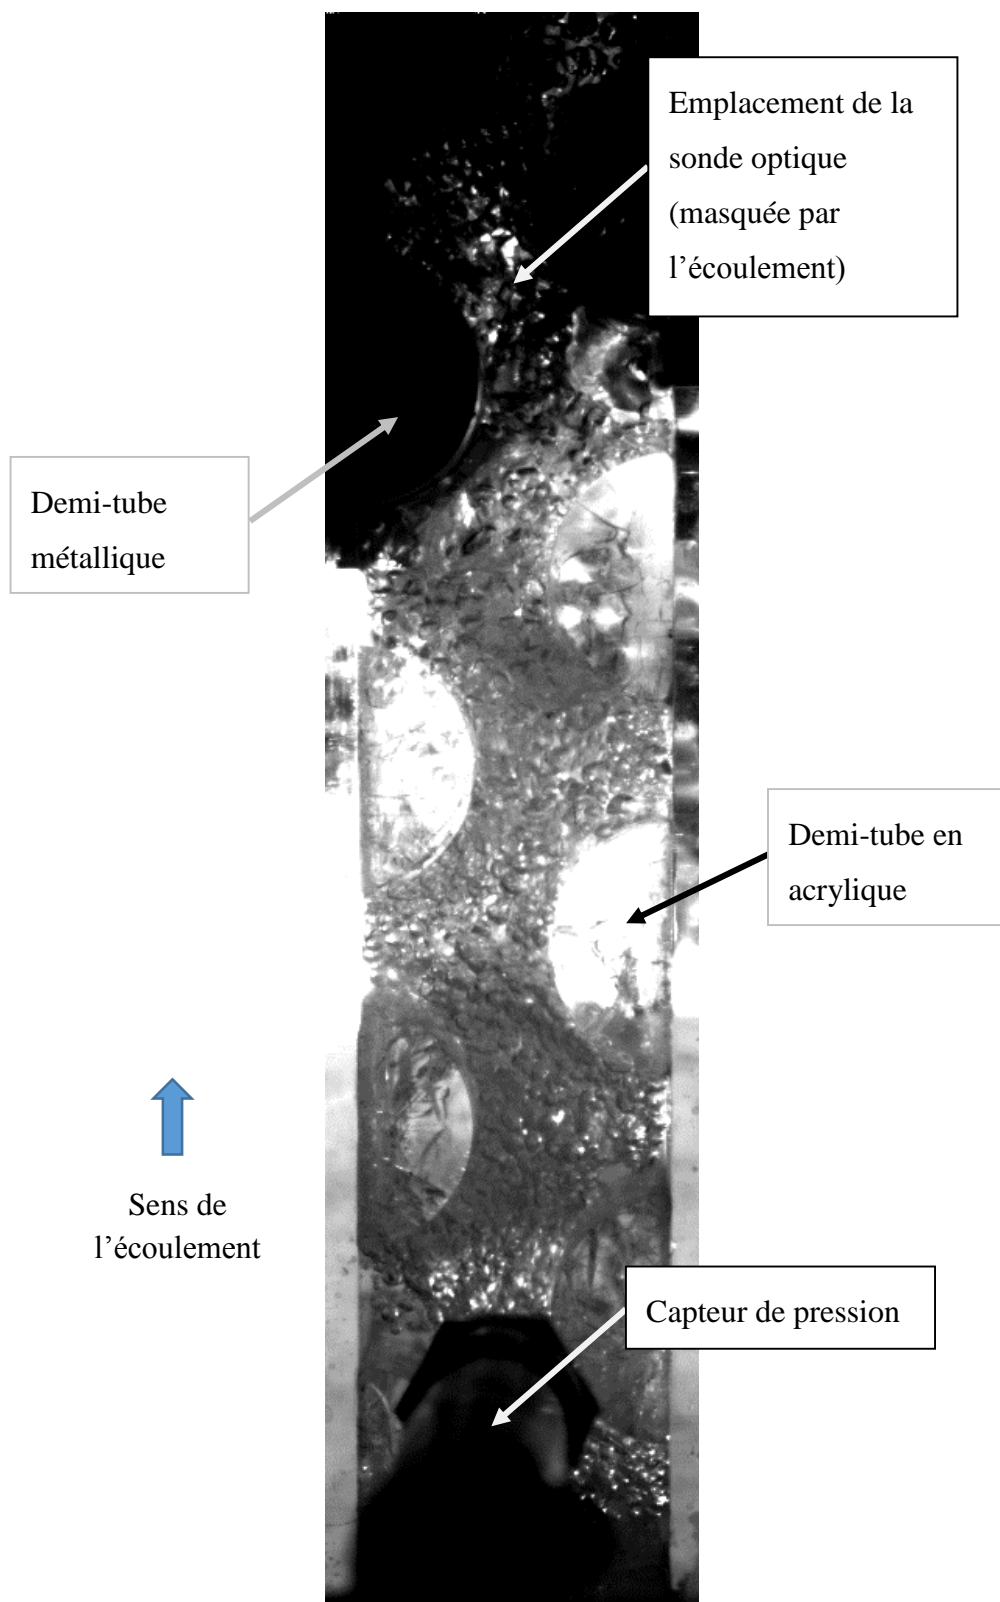 Emplacement de la
sonde optique
(masquée par
l’écoulement)
Demi-tube
métallique
Demi-tube en
acrylique
Sens de
l’écoulement
Capteur de pression